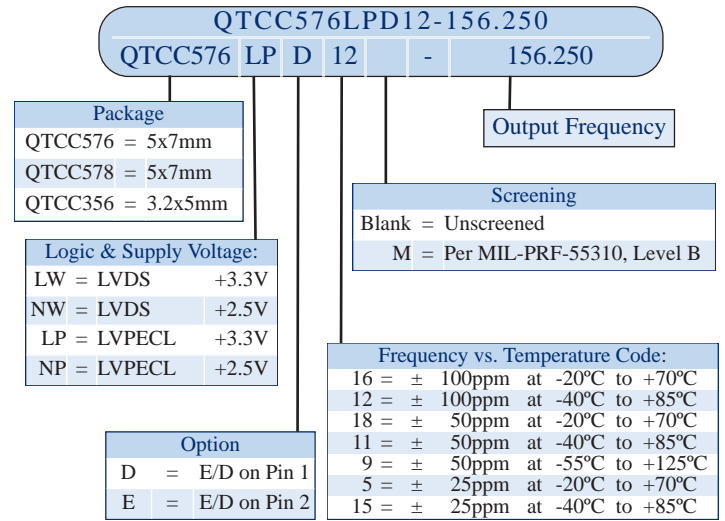 QTCC576LPD12-156.250
QTCC576 LP D 12 - 156.250
Package
QTCC576 = 5x7mm
QTCC578 = 5x7mm
QTCC356 = 3.2x5mm
Output Frequency
Screening
Blank = Unscreened
M = Per MIL-PRF-55310, Level B
Logic & Supply Voltage:
LW = LVDS +3.3V
NW = LVDS +2.5V
LP = LVPECL +3.3V
NP = LVPECL +2.5V
Frequency vs. Temperature Code:
16 = ± 100ppm at -20ºC to +70ºC
12 = ± 100ppm at -40ºC to +85ºC
18 = ± 50ppm at -20ºC to +70ºC
11 = ± 50ppm at -40ºC to +85ºC
9 = ± 50ppm at -55ºC to +125ºC
5 = ± 25ppm at -20ºC to +70ºC
15 = ± 25ppm at -40ºC to +85ºC
Option
D = E/D on Pin 1
E = E/D on Pin 2